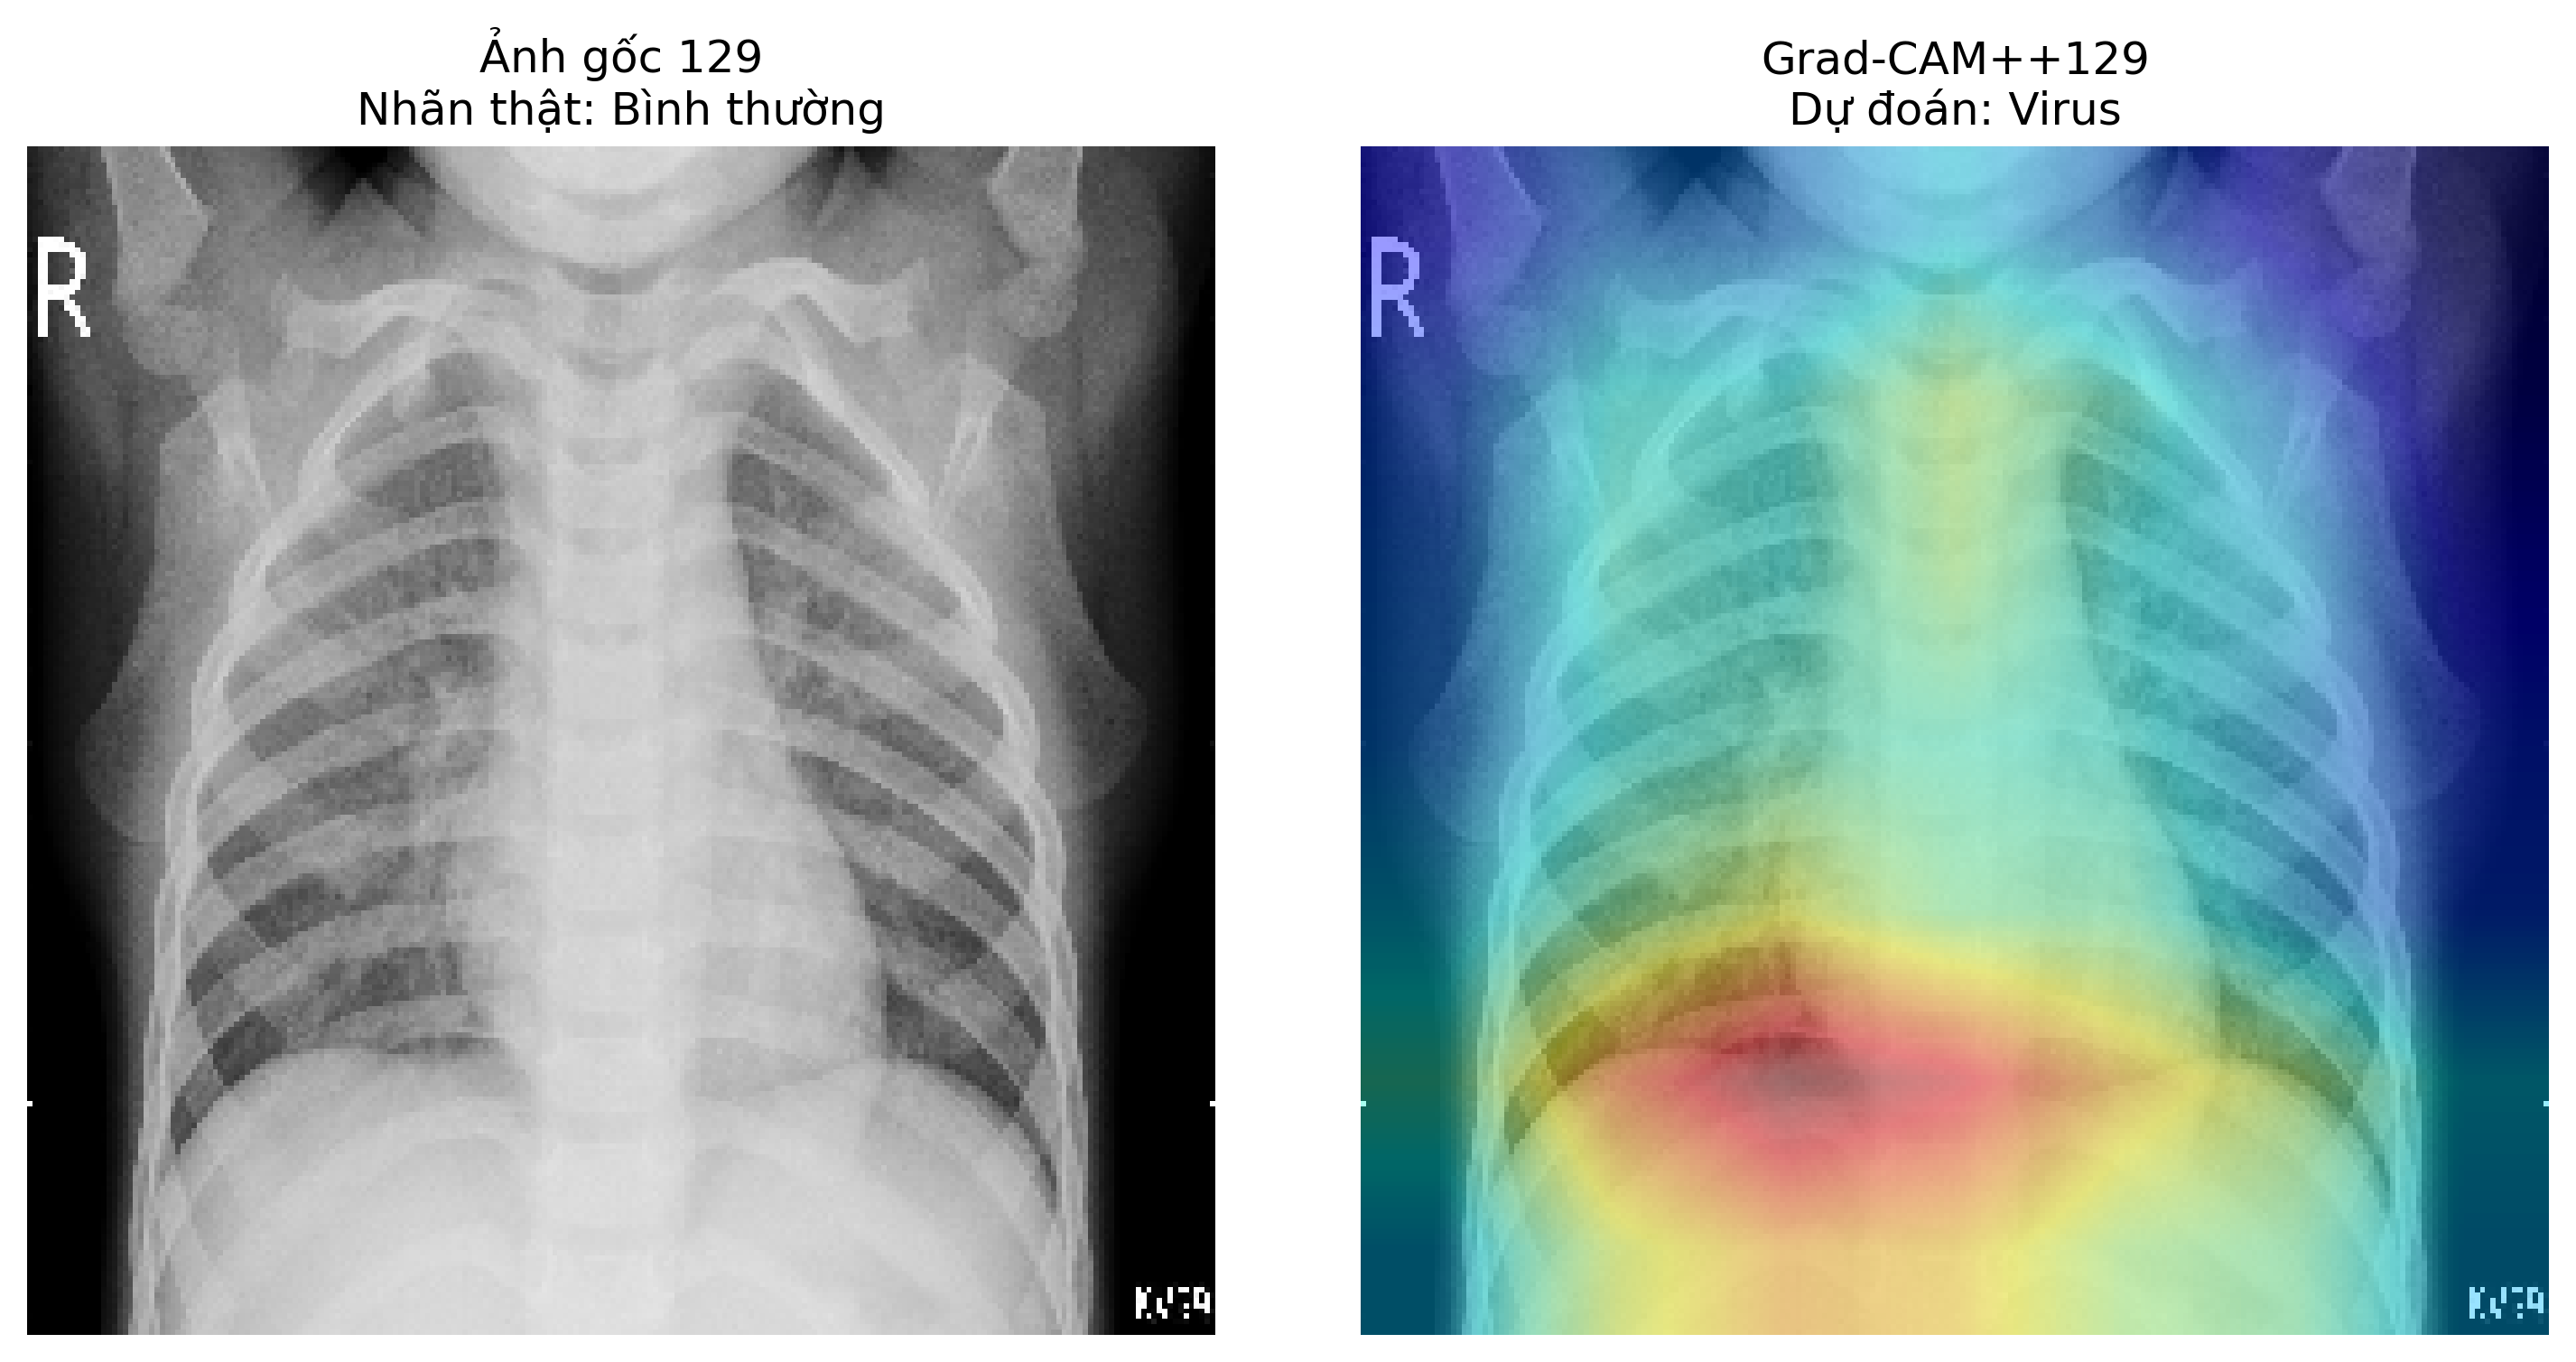 Ảnh gốc 129
Nhãn thật: Bình thường
Grad-CAM++129
Dự đoán: Virus
R
R